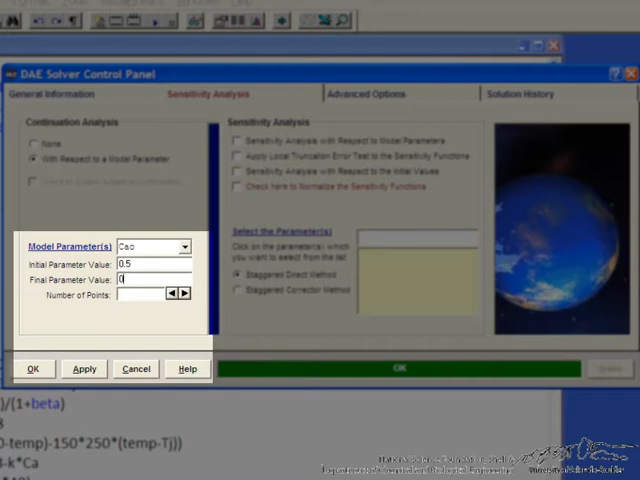 DAE Solver Control Panel
General Information
Sensitivity Analysis
Advanced Options
Solution History
Continuation Analysis
None
With Respect to a Model Parameter
Sensitivity Analysis
Sensitivity Analysis with Respect to Model Parameters
Apply Local Truncation Error Test to the Sensitivity Functions
Sensitivity Analysis with Respect to the Initial Values
Check here to Normalize the Sensitivity Functions
Model Parameter(s)
Cao
Initial Parameter Value:
0.5
Final Parameter Value:
0
Number of Points:
Select the Parameter(s)
Click on the parameter(s) which
you want to select from the list
Staggered Direct Method
Staggered Corrector Method
OK
Apply
Cancel
Help
OK
)/(1+beta)
0-temp)-150*250*(temp-Tj))
3-k*Ca